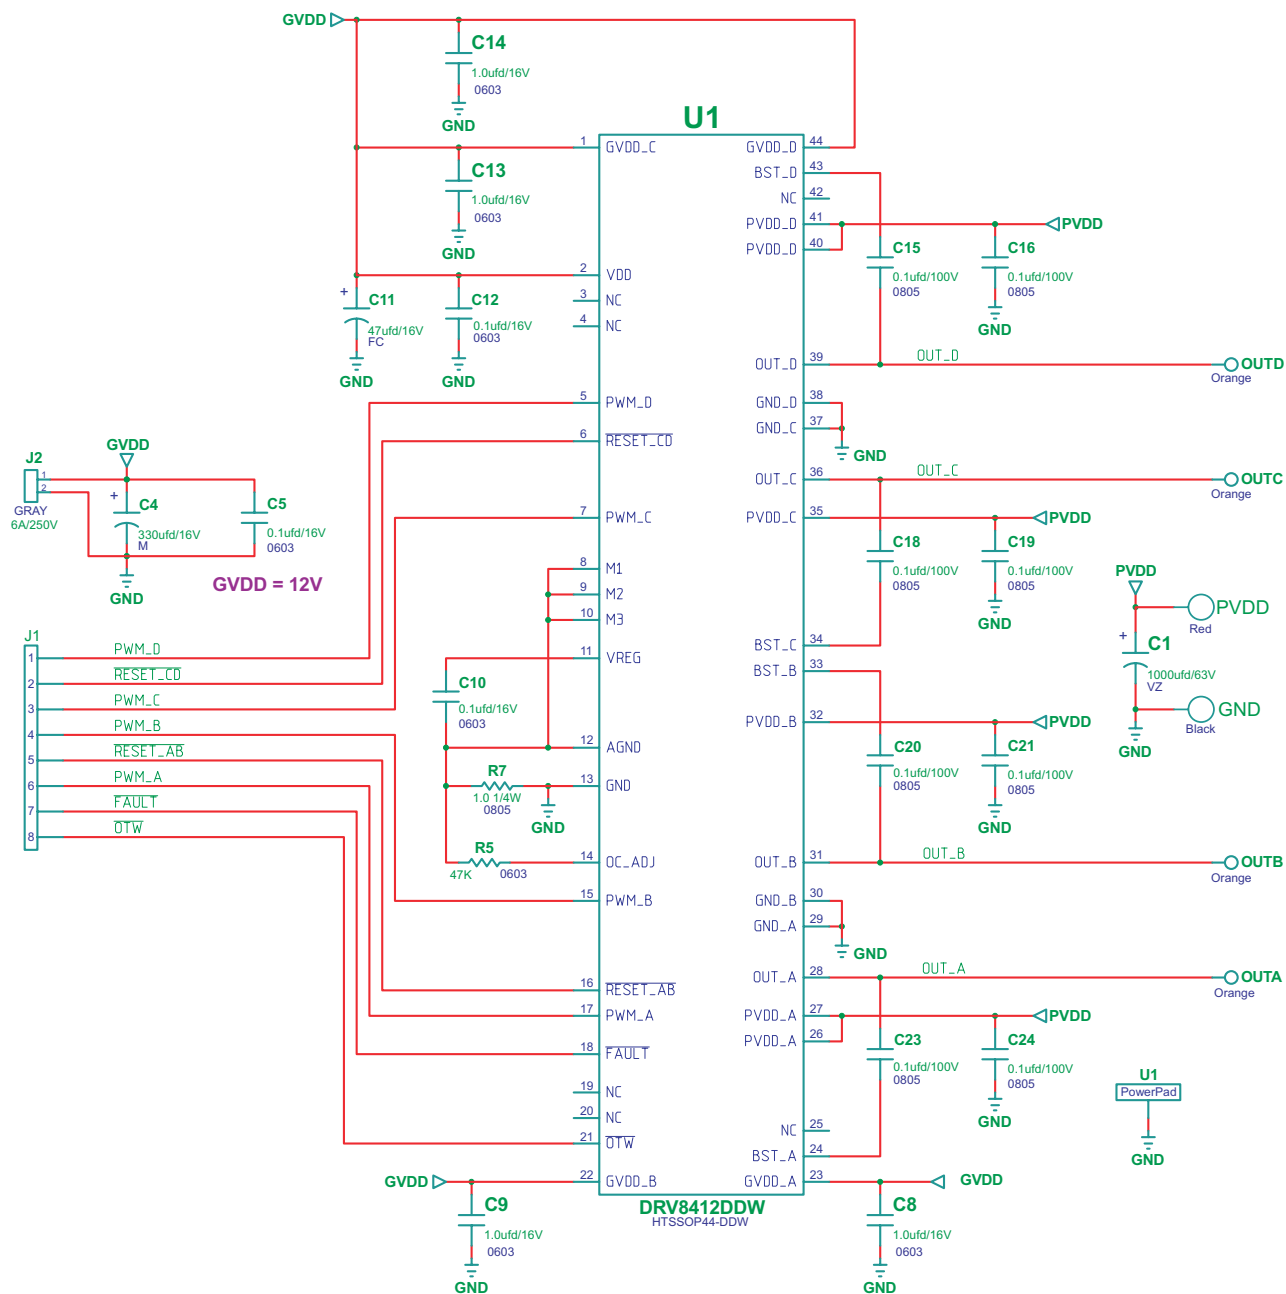 GVDD
C14
1.0ufd/16V
0603
GND
U1
1
GVDD_C
GVDD_D
44
43
BST_D
42
NC
C13
1.0ufd/16V
0603
GND
41
PVDD_D
PVDD
40
PVDD_D
C15
0.1ufd/100V
0805
C16
0.1ufd/100V
0805
GND
2
VDD
3
NC
4
NC
+
C11
47ufd/16V
FC
GND
C12
0.1ufd/16V
0603
GND
OUT_D
39
OUT_D
OUTD
Orange
5
PWM_D
GND_D
38
GND_C
37
GND
6
RESET_CD
J2
1
2
GRAY
6A/250V
GVDD
+
C4
330ufd/16V
M
GND
C5
0.1ufd/16V
0603
GVDD = 12V
OUT_C
36
OUT_C
OUTC
Orange
7
PWM_C
PVDD_C
35
PVDD
C18
0.1ufd/100V
0805
C19
0.1ufd/100V
0805
GND
8
M1
9
M2
10
M3
PVDD
PVDD
Red
+
C1
1000ufd/63V
VZ
GND
Black
GND
J1
1
PWM_D
2
RESET_CD
3
PWM_C
4
PWM_B
5
RESET_AB
6
PWM_A
7
FAULT
8
OTW
11
VREG
BST_C
34
BST_B
33
C10
0.1ufd/16V
0603
PVDD_B
32
PVDD
12
AGND
C20
0.1ufd/100V
0805
C21
0.1ufd/100V
0805
GND
R7
1.0 1/4W
0805
13
GND
GND
R5
47K
0603
14
OC_ADJ
OUT_B
31
OUT_B
OUTB
Orange
15
PWM_B
GND_B
30
GND_A
29
GND
OUT_A
28
OUT_A
OUTA
Orange
16
RESET_AB
17
PWM_A
PVDD_A
27
PVDD
PVDD_A
26
18
FAULT
C23
0.1ufd/100V
0805
C24
0.1ufd/100V
0805
GND
19
NC
20
NC
21
OTW
NC
25
BST_A
24
U1
PowerPad
GND
GVDD
22
GVDD_B
GVDD_A
23
GVDD
C9
1.0ufd/16V
0603
GND
DRV8412DDW
HTSSOP44-DDW
C8
1.0ufd/16V
0603
GND